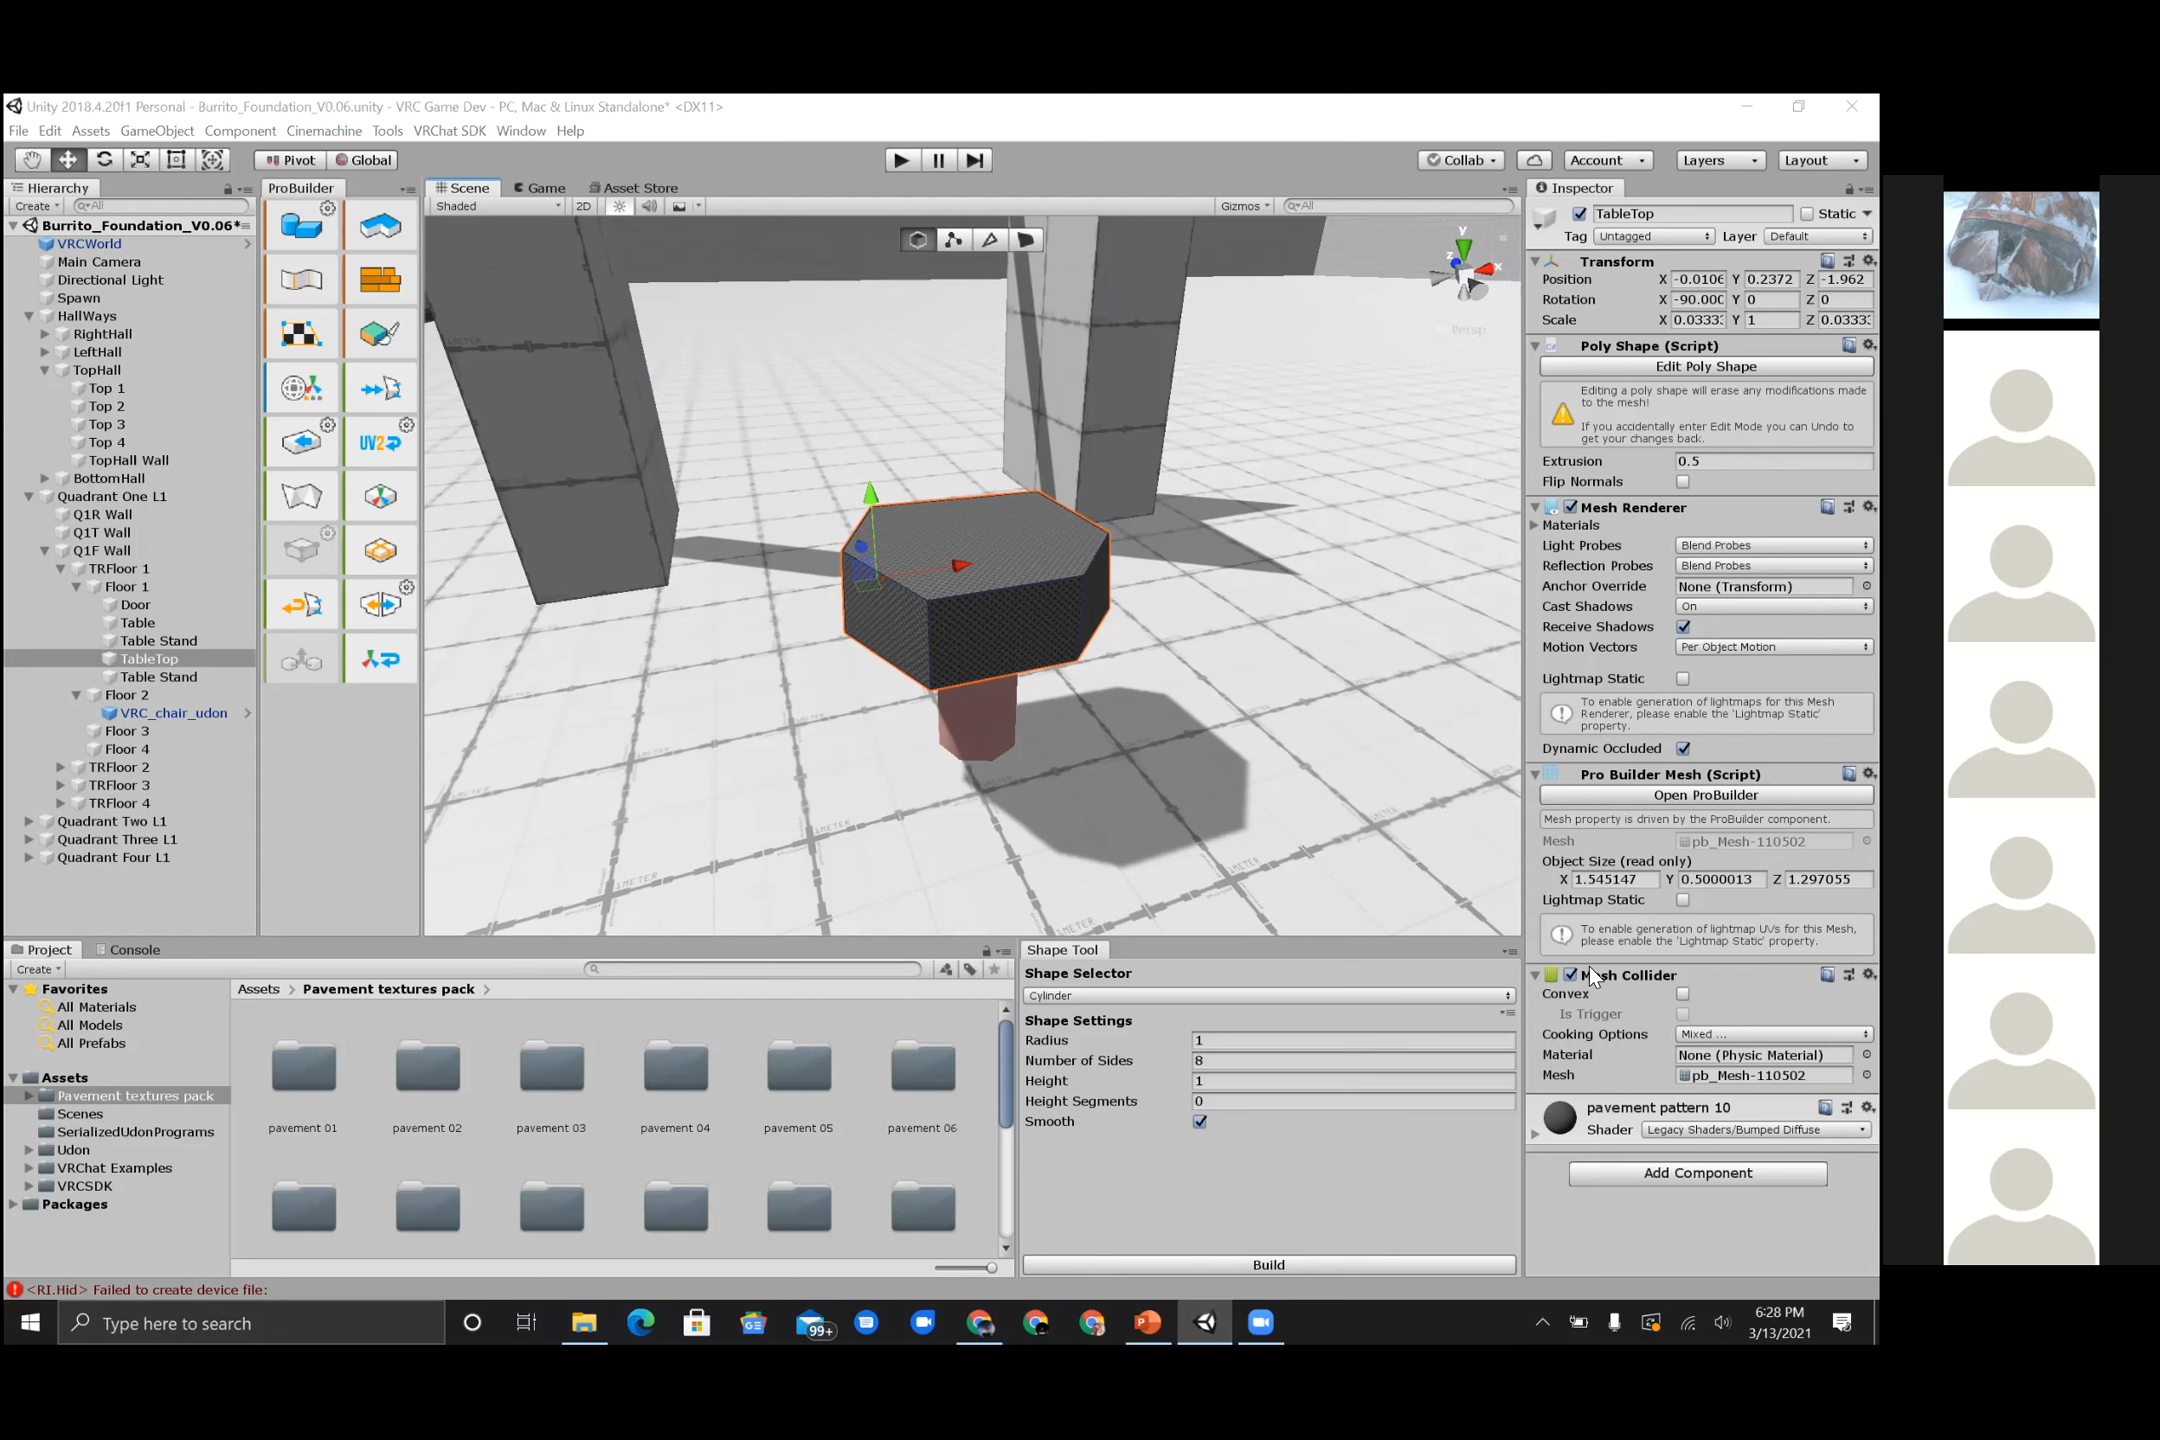 Unity 2018.4.20f1 Personal - Burrito_Foundation_V0.06.unity - VRC Game Dev - PC, Mac & Linux Standalone* <DX11>
File Edit Assets GameObject Component Cinemachine Tools VRChat SDK Window Help
Pivot Global Collab Account Layers Layout
Hierarchy
Create All
Burrito_Foundation_V0.06*
VRCWorld
Main Camera
Directional Light
Spawn
HallWays
RightHall
LeftHall
TopHall
Top 1
Top 2
Top 3
Top 4
TopHall Wall
BottomHall
Quadrant One L1
Q1R Wall
Q1T Wall
Q1F Wall
TRFloor 1
Floor 1
Door
Table
Table Stand
TableTop
Table Stand
Floor 2
VRC_chair_udon
Floor 3
Floor 4
TRFloor 2
TRFloor 3
TRFloor 4
Quadrant Two L1
Quadrant Three L1
Quadrant Four L1
ProBuilder
UV2
Scene Game Asset Store
Shaded 2D Gizmos All
y
x
z
Persp
Inspector
TableTop Static
Tag Untagged Layer Default
Transform
Position X -0.0106 Y 0.2372 Z -1.962
Rotation X -90.000 Y 0 Z 0
Scale X 0.0333 Y 1 Z 0.0333
Poly Shape (Script)
Edit Poly Shape
Editing a poly shape will erase any modifications made
to the mesh!
If you accidentally enter Edit Mode you can Undo to
get your changes back.
Extrusion 0.5
Flip Normals
Mesh Renderer
Materials
Light Probes Blend Probes
Reflection Probes Blend Probes
Anchor Override None (Transform)
Cast Shadows On
Receive Shadows
Motion Vectors Per Object Motion
Lightmap Static
To enable generation of lightmaps for this Mesh
Renderer, please enable the 'Lightmap Static'
property.
Dynamic Occluded
Pro Builder Mesh (Script)
Open ProBuilder
Mesh property is driven by the ProBuilder component.
Mesh pb_Mesh-110502
Object Size (read only)
X 1.545147 Y 0.5000013 Z 1.297055
Lightmap Static
To enable generation of lightmap UVs for this Mesh,
please enable the 'Lightmap Static' property.
Mesh Collider
Convex
Is Trigger
Cooking Options Mixed ...
Material None (Physic Material)
Mesh pb_Mesh-110502
pavement pattern 10
Shader Legacy Shaders/Bumped Diffuse
Add Component
Project Console
Create
Favorites
All Materials
All Models
All Prefabs
Assets
Pavement textures pack
Scenes
SerializedUdonPrograms
Udon
VRChat Examples
VRCSDK
Packages
Assets > Pavement textures pack >
pavement 01 pavement 02 pavement 03 pavement 04 pavement 05 pavement 06
Shape Tool
Shape Selector
Cylinder
Shape Settings
Radius 1
Number of Sides 8
Height 1
Height Segments 0
Smooth
Build
<RI.Hid> Failed to create device file:
Type here to search
99+
6:28 PM
3/13/2021